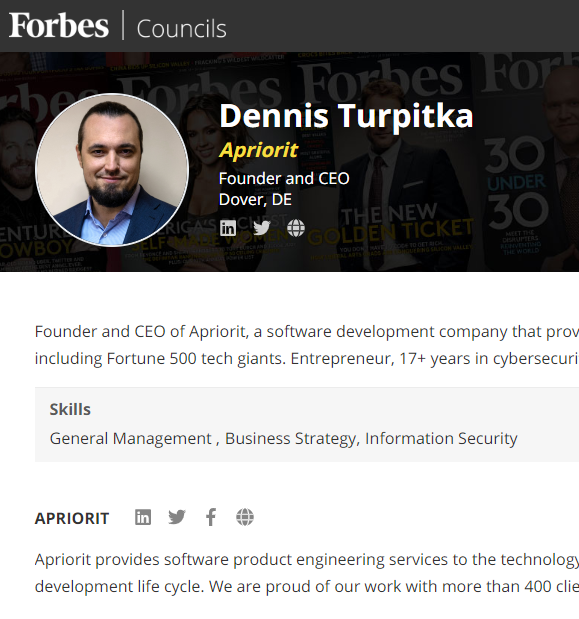 Forbes | Councils
Dennis Turpitka
Apriorit
Founder and CEO
Dover, DE
30
UNDER
30
THE NEW
GOLDEN TICKET
Founder and CEO of Apriorit, a software development company that prov
including Fortune 500 tech giants. Entrepreneur, 17+ years in cybersecuri
Skills
General Management , Business Strategy, Information Security
APRIORIT
Apriorit provides software product engineering services to the technology
development life cycle. We are proud of our work with more than 400 clie